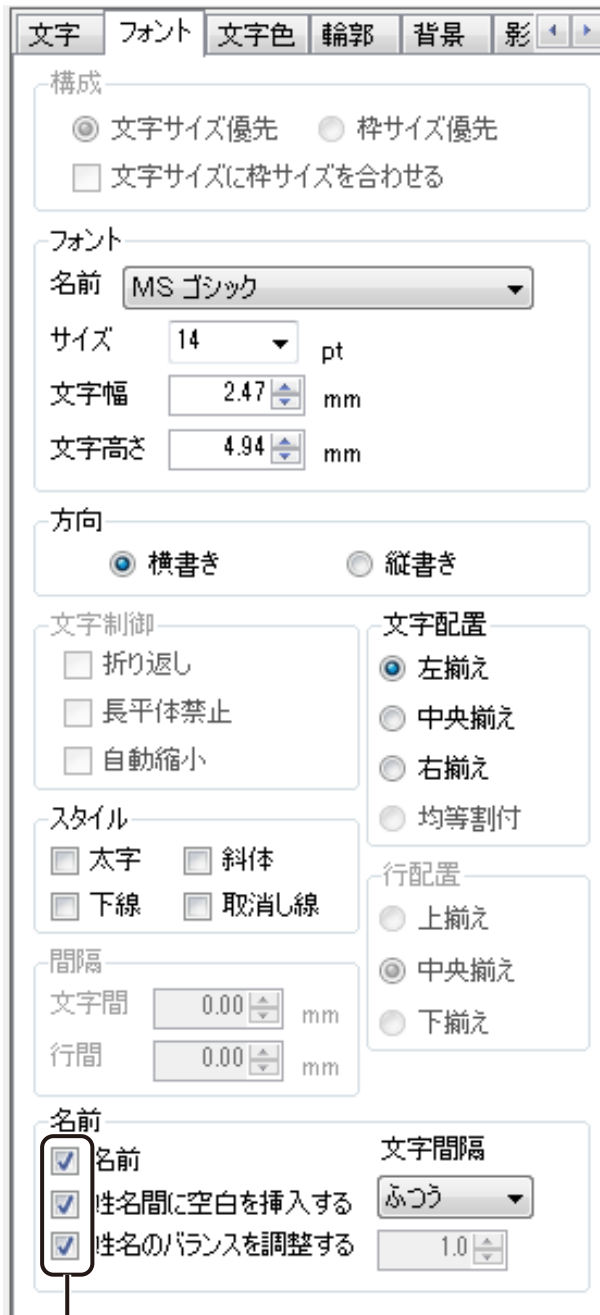 文字 フォント 文字色 輪郭 背景 影
構成
文字サイズ優先 枠サイズ優先
文字サイズに枠サイズを合わせる
フォント
名前 MS ゴシック
サイズ 14 pt
文字幅 2.47 mm
文字高さ 4.94 mm
方向
横書き 縦書き
文字制御
折り返し
長平体禁止
自動縮小
文字配置
左揃え
中央揃え
右揃え
均等割付
スタイル
太字 斜体
下線 取消し線
行配置
上揃え
中央揃え
下揃え
間隔
文字間 0.00 mm
行間 0.00 mm
名前
名前 文字間隔
姓名間に空白を挿入する ふつう
姓名のバランスを調整する 1.0